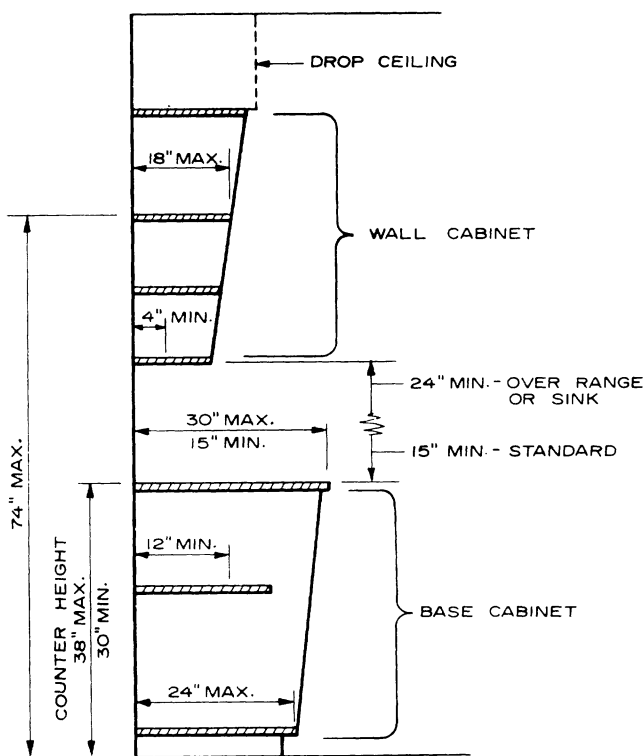 DROP CEILING
18" MAX.
WALL CABINET
4" MIN.
24" MIN.- OVER RANGE
OR SINK
30" MAX.
15" MIN.
15" MIN.- STANDARD
74" MAX.
COUNTER HEIGHT
38" MAX.
30" MIN.
12" MIN.
BASE CABINET
24" MAX.